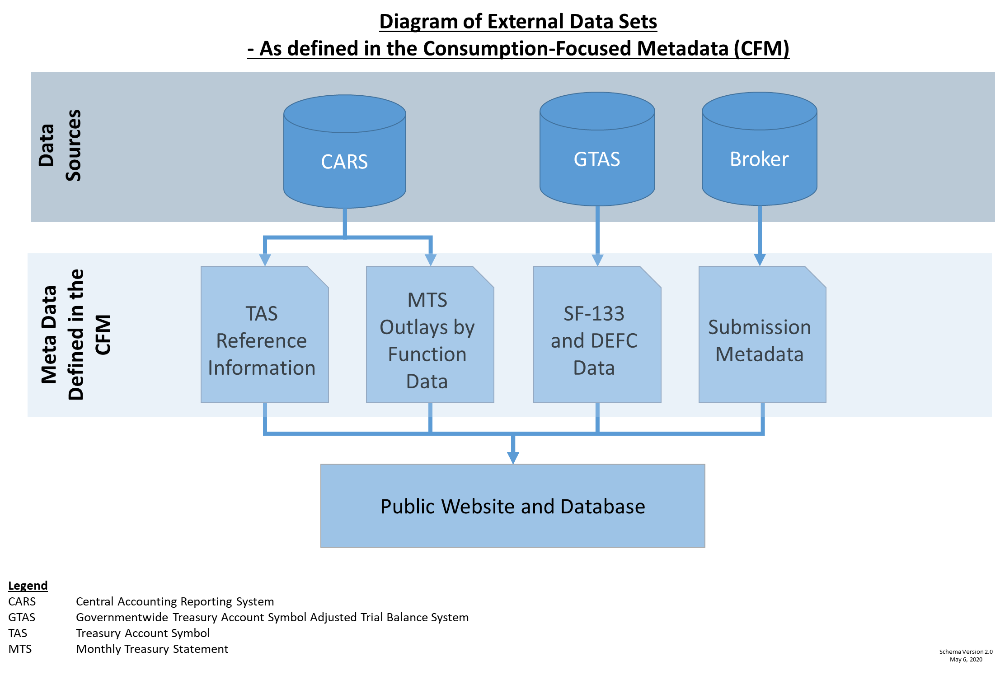 Diagram of External Data Sets
- As defined in the Consumption-Focused Metadata (CFM)
Data
Sources
CARS
GTAS
Broker
Meta Data
Defined in the
CFM
TAS
Reference
Information
MTS
Outlays by
Function
Data
SF-133
and DEFC
Data
Submission
Metadata
Public Website and Database
Legend
CARS Central Accounting Reporting System
GTAS Governmentwide Treasury Account Symbol Adjusted Trial Balance System
TAS Treasury Account Symbol
MTS Monthly Treasury Statement
Schema Version 2.0
May 6, 2020